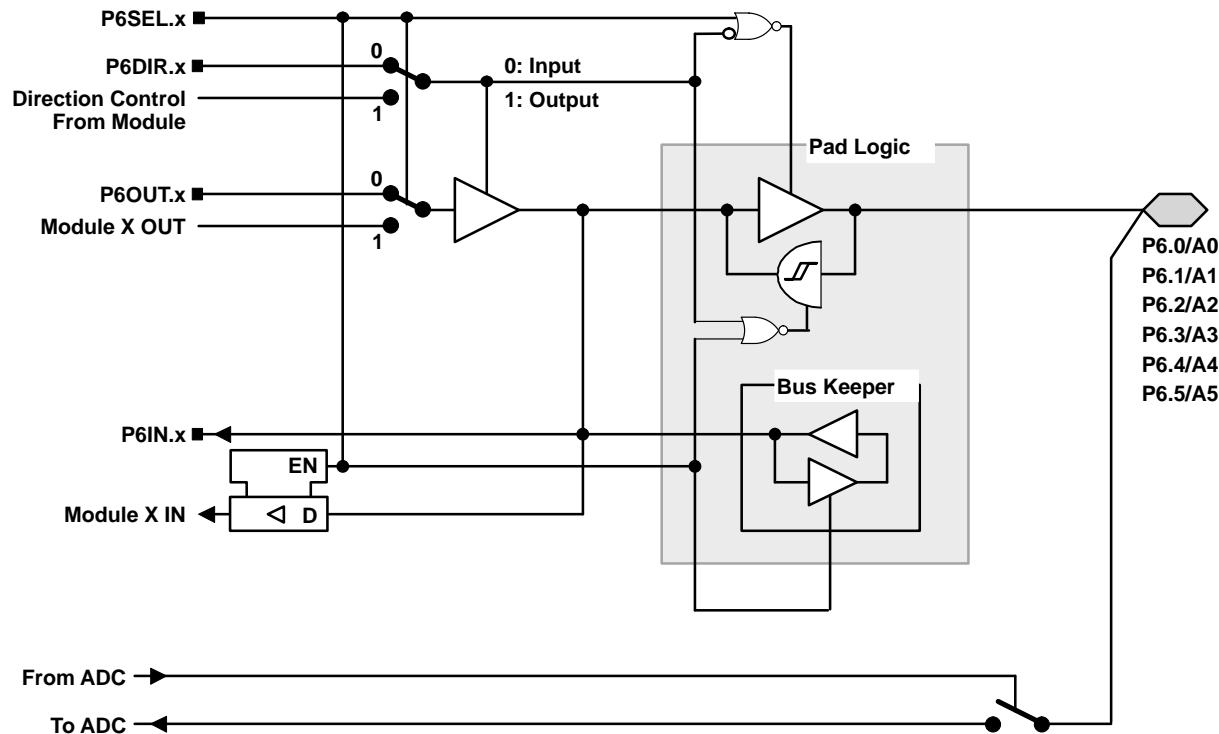 P6SEL.x
P6DIR.x
0
0: Input
Direction Control
From Module
1
1: Output
Pad Logic
P6OUT.x
0
Module X OUT
1
P6.0/A0
P6.1/A1
P6.2/A2
P6.3/A3
P6.4/A4
P6.5/A5
Bus Keeper
P6IN.x
EN
Module X IN
D
From ADC
To ADC